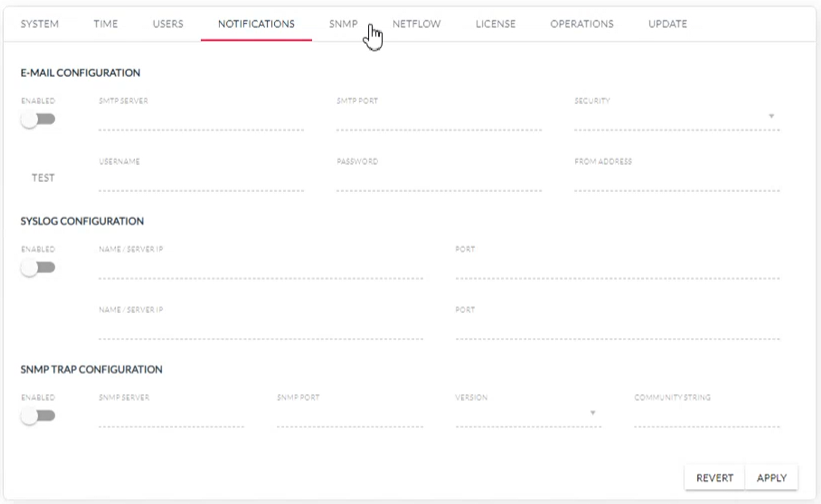 SYSTEM TIME USERS NOTIFICATIONS SNMP NETFLOW LICENSE OPERATIONS UPDATE
E-MAIL CONFIGURATION
ENABLED SMTP SERVER SMTP PORT SECURITY
TEST USERNAME PASSWORD FROM ADDRESS
SYSLOG CONFIGURATION
ENABLED NAME / SERVER IP PORT
NAME / SERVER IP PORT
SNMP TRAP CONFIGURATION
ENABLED SNMP SERVER SNMP PORT VERSION COMMUNITY STRING
REVERT APPLY